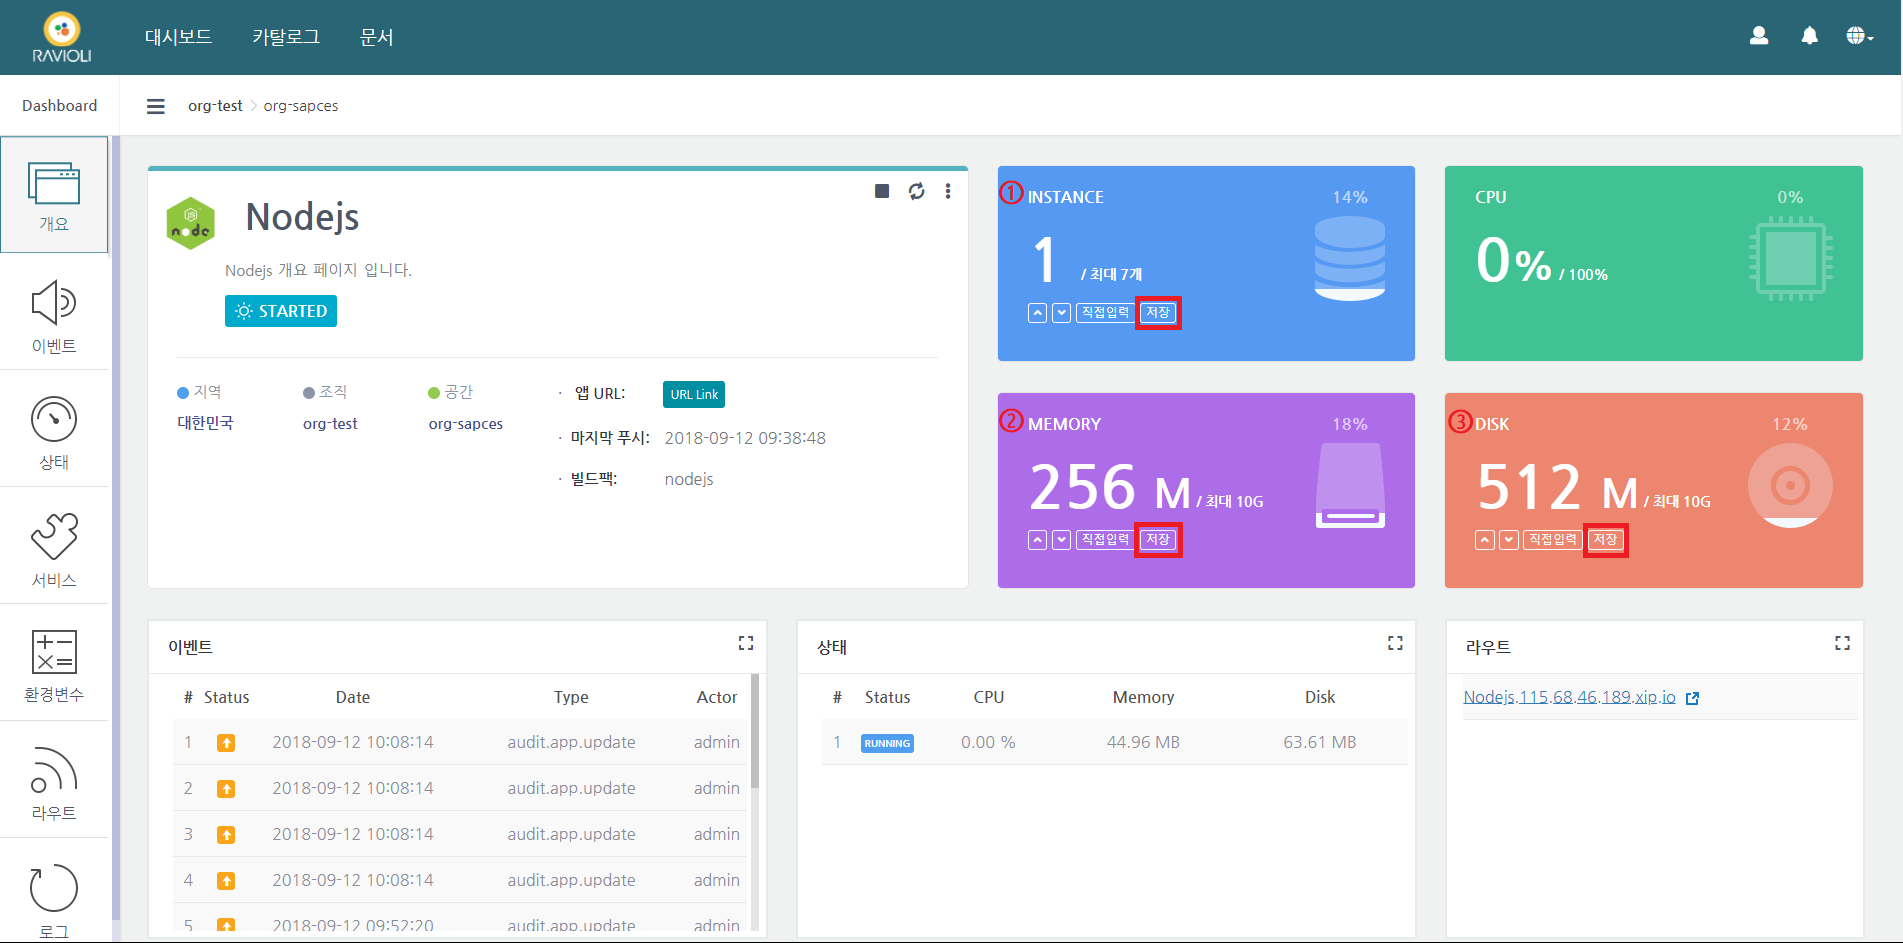 RAVIOLI
대시보드 카탈로그 문서
Dashboard
org-test > org-sapces
개요
이벤트
상태
서비스
환경변수
라우트
로그
JS
node
Nodejs
Nodejs 개요 페이지 입니다.
STARTED
지역 조직 공간
대한민국 org-test org-sapces
· 앱 URL: URL Link
· 마지막 푸시: 2018-09-12 09:38:48
· 빌드팩: nodejs
① INSTANCE 14%
1 / 최대 7개
직접입력 저장
CPU 0%
0% / 100%
② MEMORY 18%
256 M / 최대 10G
직접입력 저장
③ DISK 12%
512 M / 최대 10G
직접입력 저장
이벤트
# Status Date Type Actor
1 2018-09-12 10:08:14 audit.app.update admin
2 2018-09-12 10:08:14 audit.app.update admin
3 2018-09-12 10:08:14 audit.app.update admin
4 2018-09-12 10:08:14 audit.app.update admin
5 2018-09-12 09:52:20 audit.app.update admin
상태
# Status CPU Memory Disk
1 RUNNING 0.00 % 44.96 MB 63.61 MB
라우트
Nodejs.115.68.46.189.xip.io